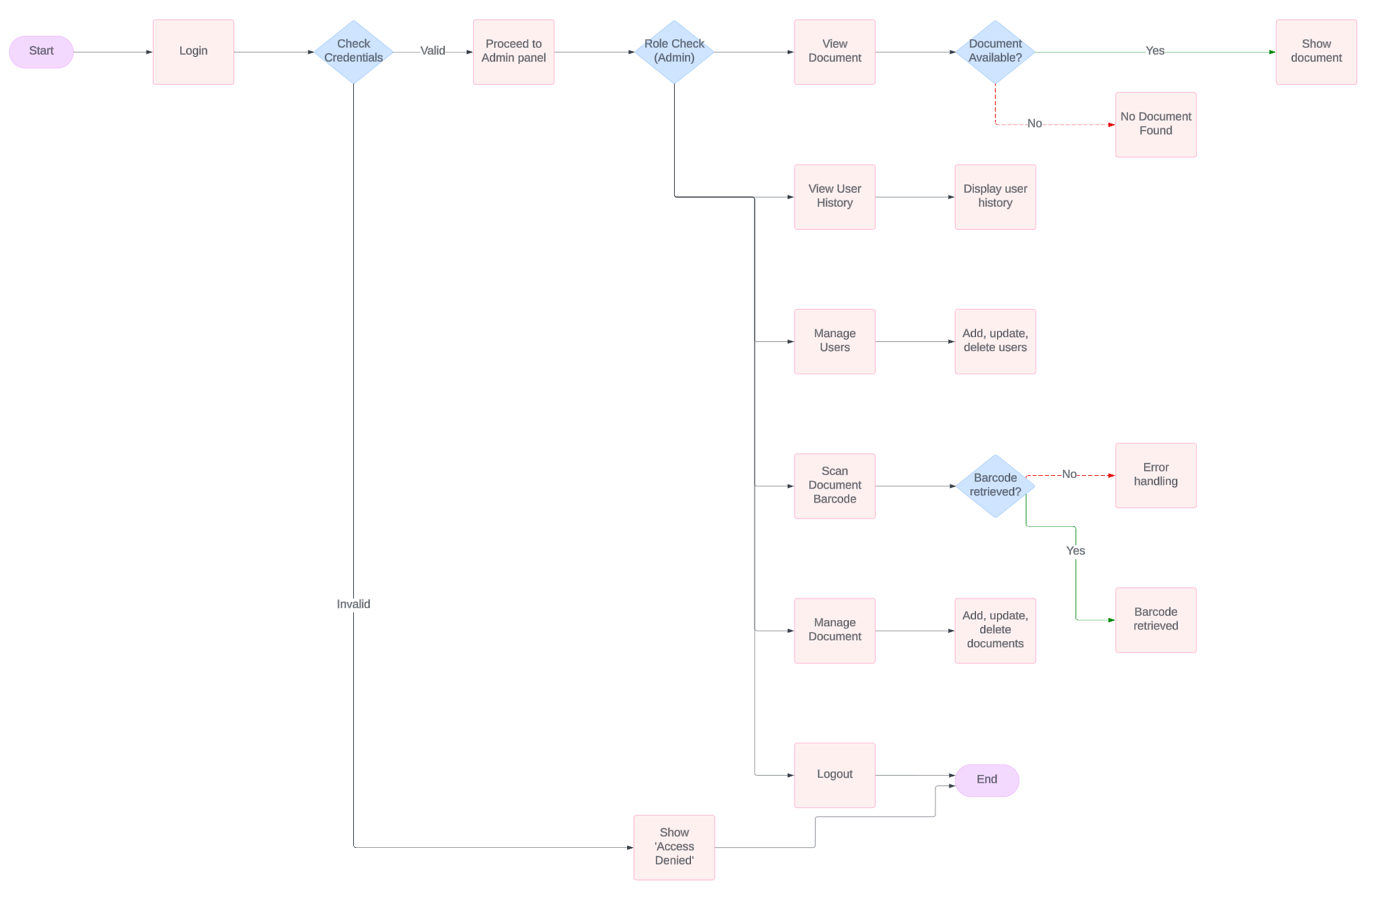 Start
Login
Check
Credentials
Valid
Proceed to
Admin panel
Role Check
(Admin)
View
Document
Document
Available?
Yes
Show
document
No
No Document
Found
View User
History
Display user
history
Manage
Users
Add, update,
delete users
Scan
Document
Barcode
Barcode
retrieved?
No
Error
handling
Yes
Barcode
retrieved
Invalid
Manage
Document
Add, update,
delete
documents
Logout
End
Show
'Access
Denied'